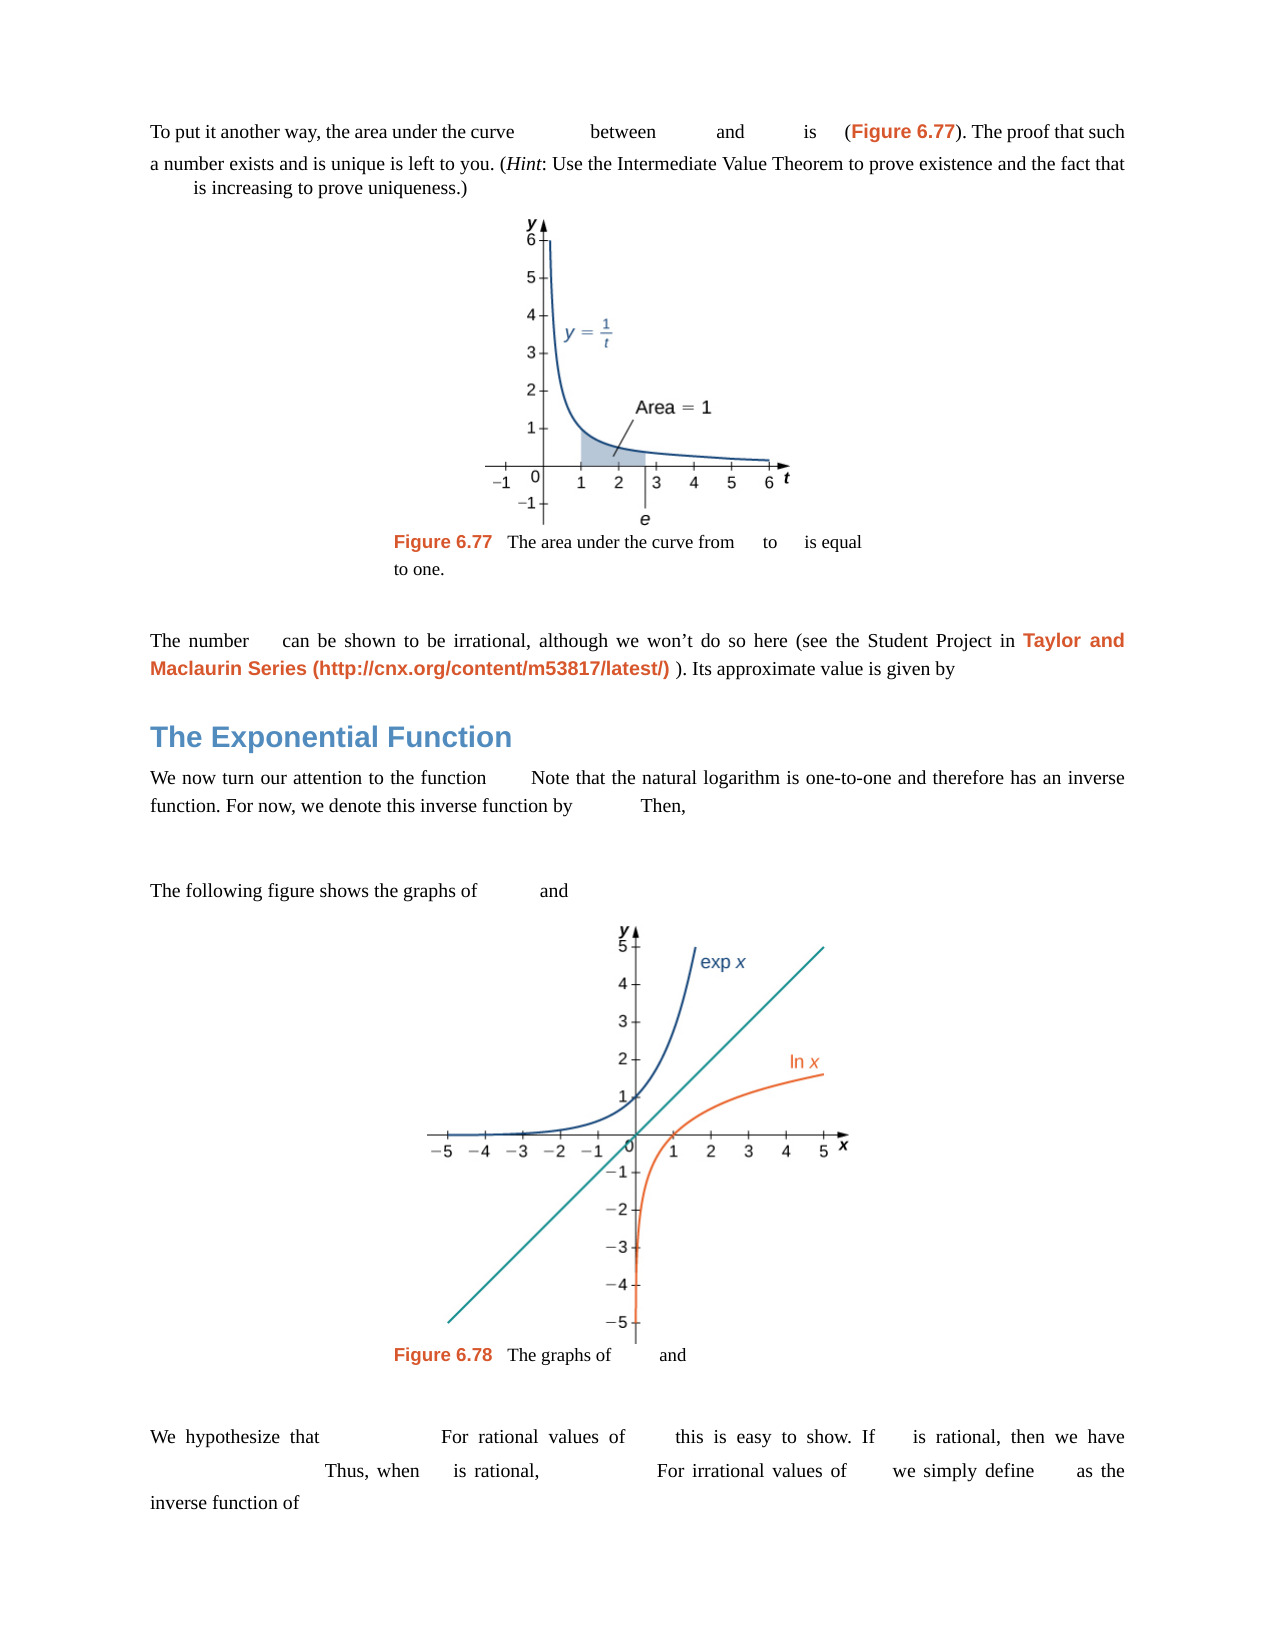 To put it another way, the area under the curve between and is (Figure 6.77). The proof that such
a number exists and is unique is left to you. (Hint: Use the Intermediate Value Theorem to prove existence and the fact that
is increasing to prove uniqueness.)
y
6
5
4
3
2
1
y = 1/t
Area = 1
−1 0 1 2 3 4 5 6 t
−1
e
Figure 6.77 The area under the curve from to is equal
to one.
The number can be shown to be irrational, although we won’t do so here (see the Student Project in Taylor and
Maclaurin Series (http://cnx.org/content/m53817/latest/) ). Its approximate value is given by
The Exponential Function
We now turn our attention to the function Note that the natural logarithm is one-to-one and therefore has an inverse
function. For now, we denote this inverse function by Then,
The following figure shows the graphs of and
y
5
exp x
4
3
2
ln x
1
−5 −4 −3 −2 −1 0 1 2 3 4 5 x
−1
−2
−3
−4
−5
Figure 6.78 The graphs of and
We hypothesize that For rational values of this is easy to show. If is rational, then we have
Thus, when is rational, For irrational values of we simply define as the
inverse function of